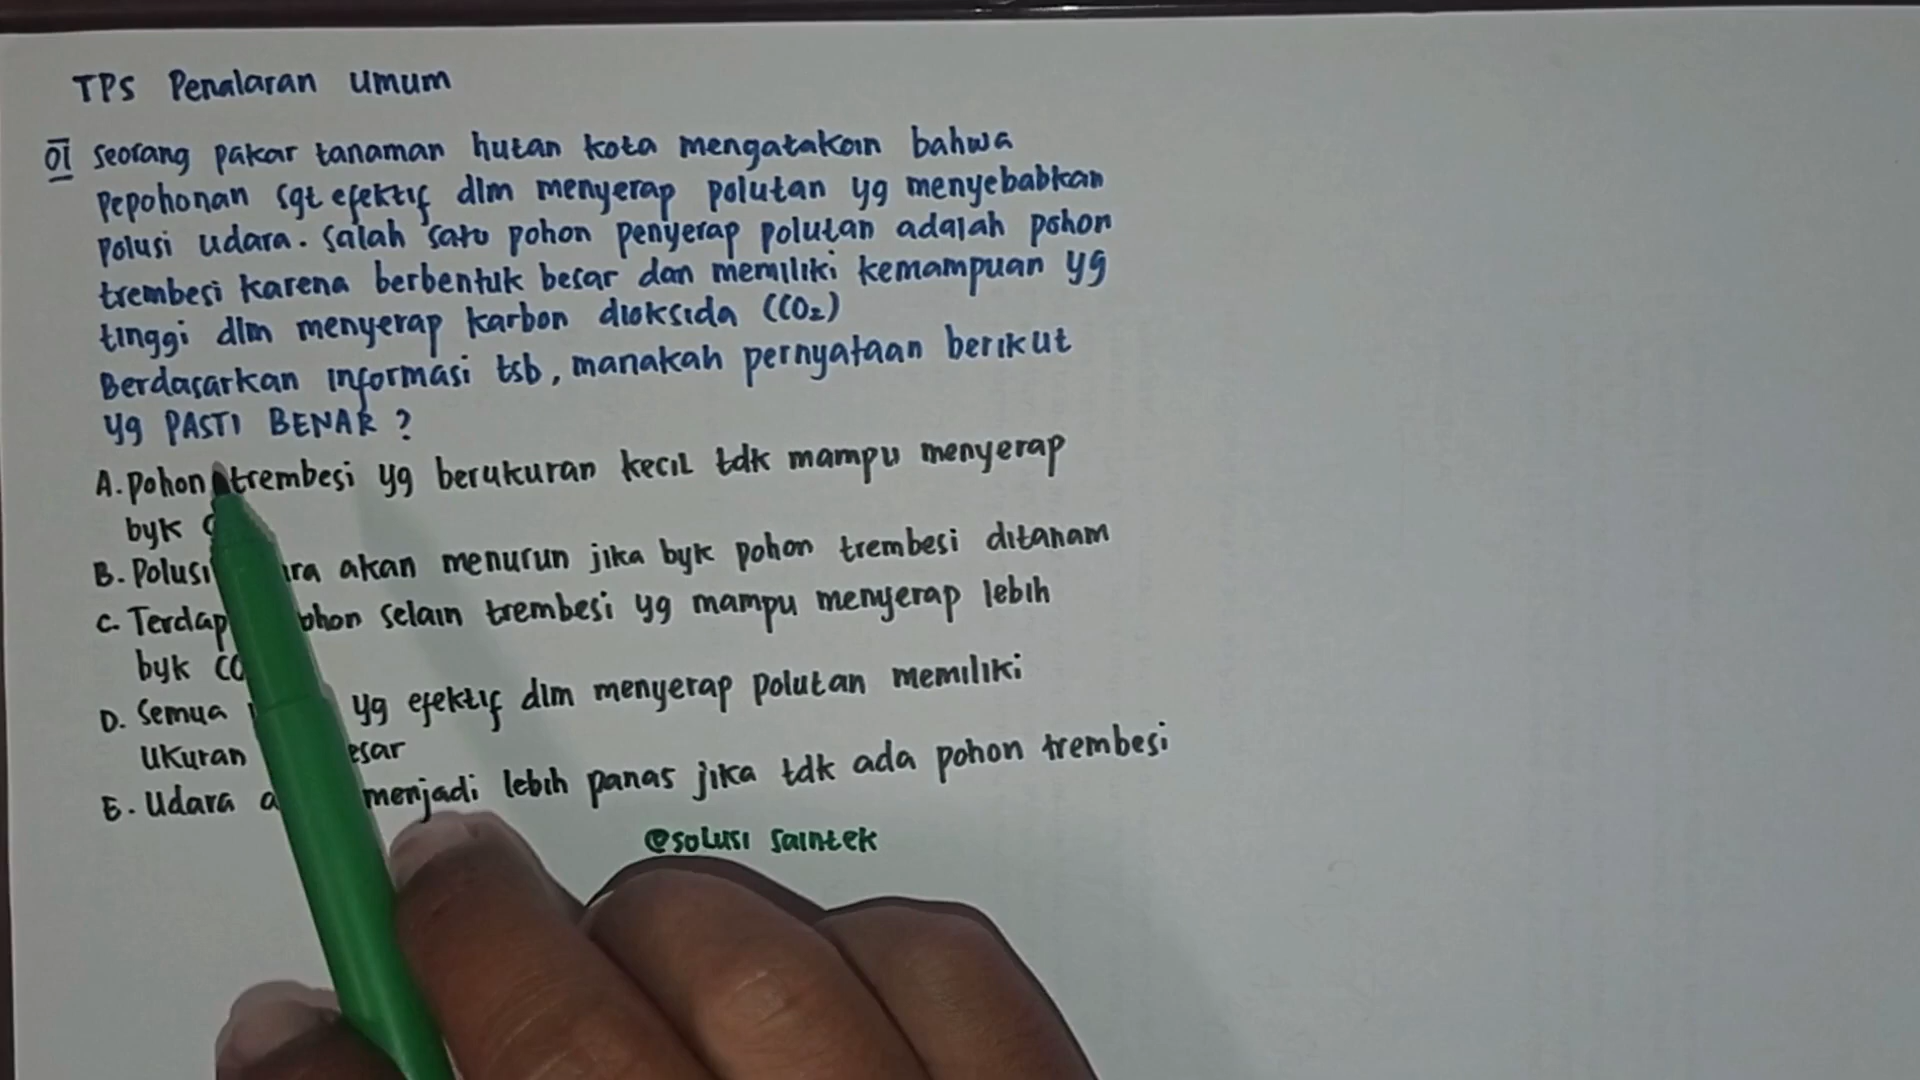 TPS Penalaran Umum
01 Seorang pakar tanaman hutan kota mengatakan bahwa
pepohonan sgt efektif dlm menyerap polutan yg menyebabkan
polusi udara. Salah satu pohon penyerap polutan adalah pohon
trembesi karena berbentuk besar dan memiliki kemampuan yg
tinggi dlm menyerap karbon dioksida (CO₂)
Berdasarkan informasi tsb, manakah pernyataan berikut
yg PASTI BENAR?
A. Pohon trembesi yg berukuran kecil tdk mampu menyerap
byk
B. Polusi akan menurun jika byk pohon trembesi ditanam
C. selain trembesi yg mampu menyerap lebih
byk
D. Semua yg efektif dlm menyerap polutan memiliki
ukuran
E. Udara menjadi lebih panas jika tdk ada pohon trembesi
@solusi saintek